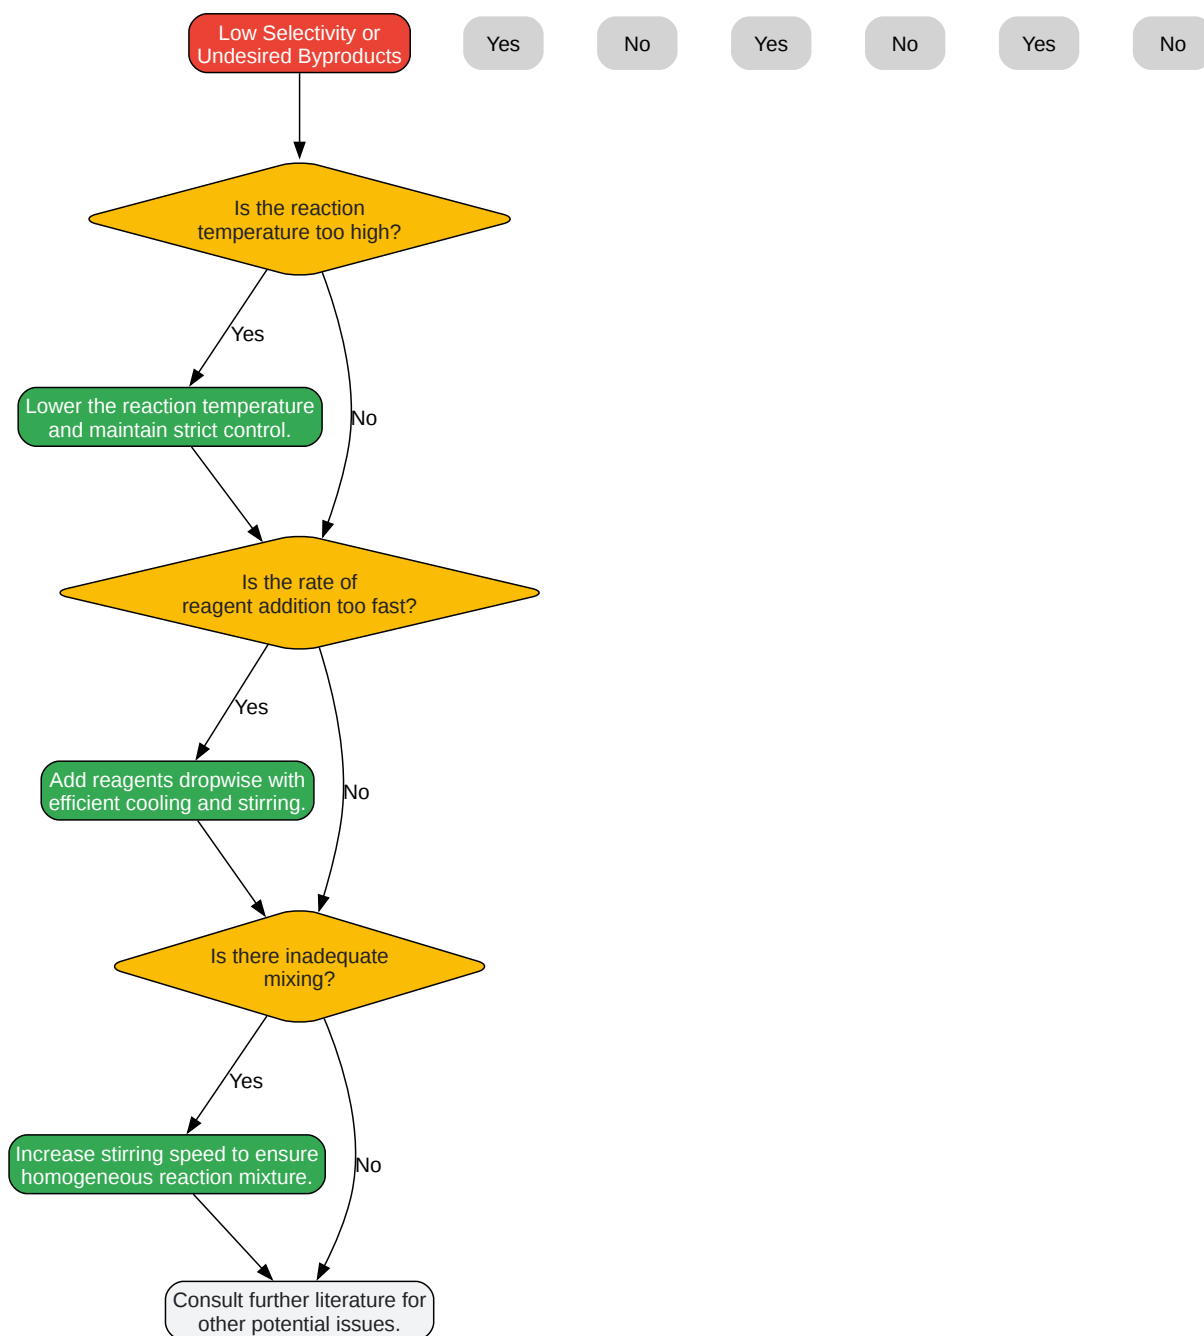 Low Selectivity or
Undesired Byproducts
Yes
No
Yes
No
Yes
No
Is the reaction
temperature too high?
Yes
Lower the reaction temperature
and maintain strict control.
No
Is the rate of
reagent addition too fast?
Yes
Add reagents dropwise with
efficient cooling and stirring.
No
Is there inadequate
mixing?
Yes
Increase stirring speed to ensure
homogeneous reaction mixture.
No
Consult further literature for
other potential issues.